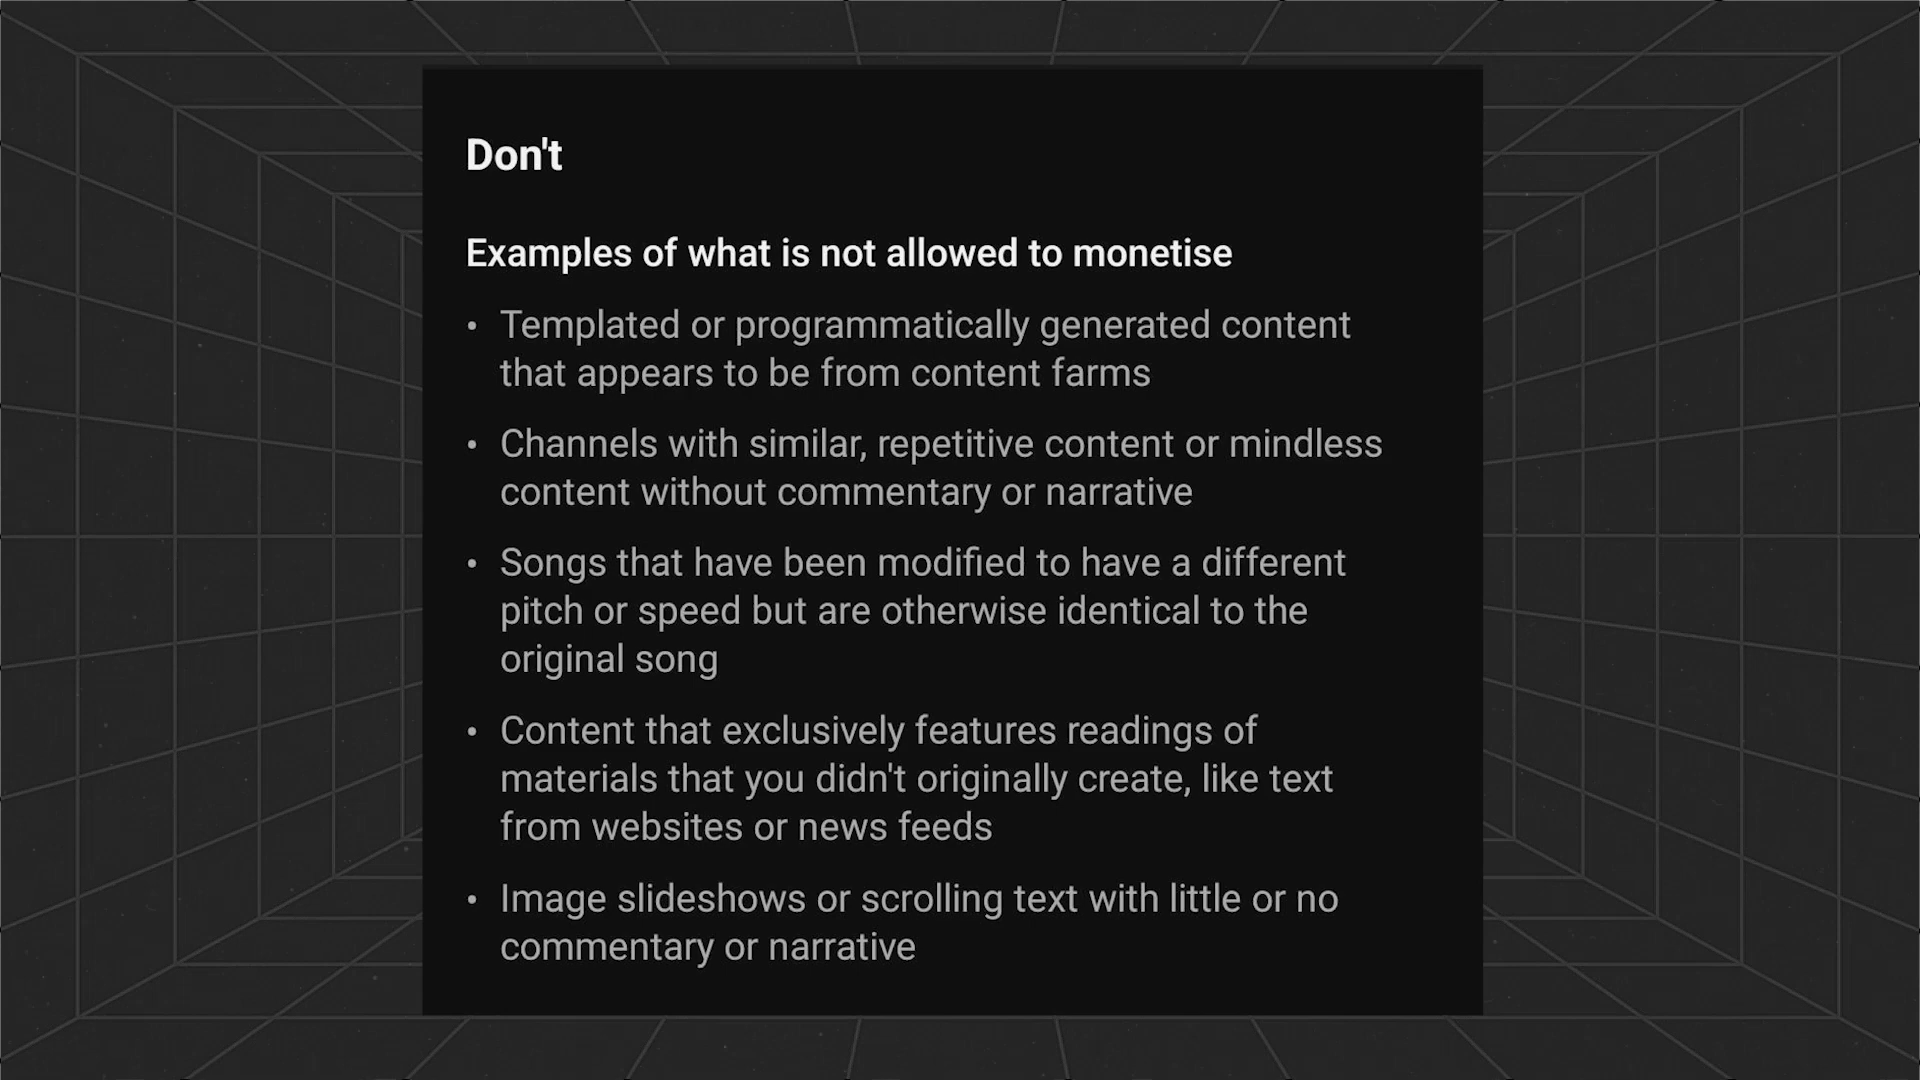 Don't
Examples of what is not allowed to monetise
• Templated or programmatically generated content
that appears to be from content farms
• Channels with similar, repetitive content or mindless
content without commentary or narrative
• Songs that have been modified to have a different
pitch or speed but are otherwise identical to the
original song
• Content that exclusively features readings of
materials that you didn't originally create, like text
from websites or news feeds
• Image slideshows or scrolling text with little or no
commentary or narrative